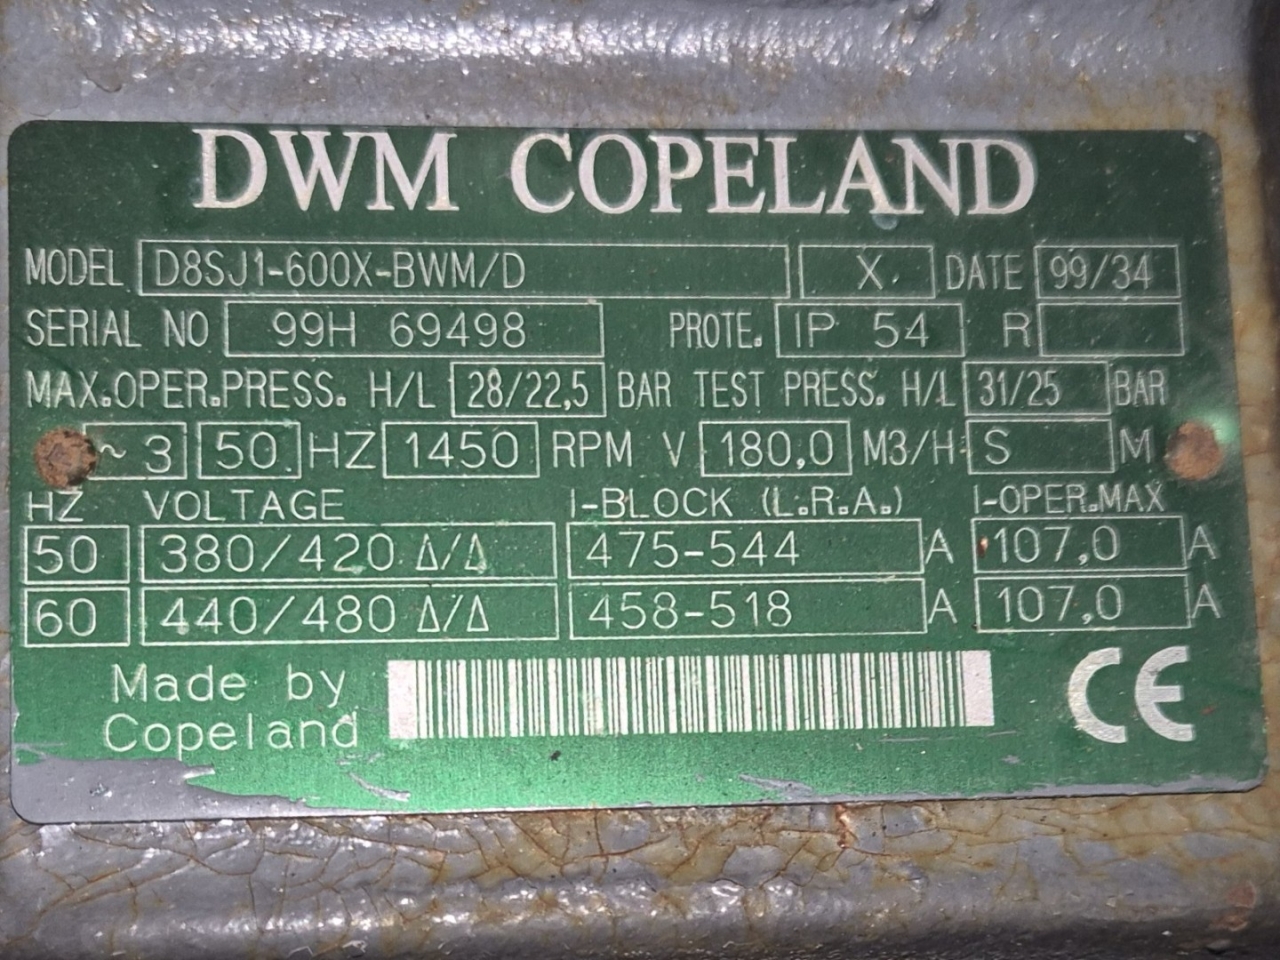 DWM COPELAND
MODEL D8SJ1-600X-BWM/D X DATE 99/34
SERIAL NO 99H 69498 PROTE. IP 54 R
MAX.OPER.PRESS. H/L 28/22,5 BAR TEST PRESS. H/L 31/25 BAR
~ 3 50 HZ 1450 RPM V 180,0 M3/H S M
HZ VOLTAGE I-BLOCK (L.R.A.) I-OPER.MAX
50 380/420 Δ/Δ 475-544 A 107,0 A
60 440/480 Δ/Δ 458-518 A 107,0 A
Made by
Copeland
CE